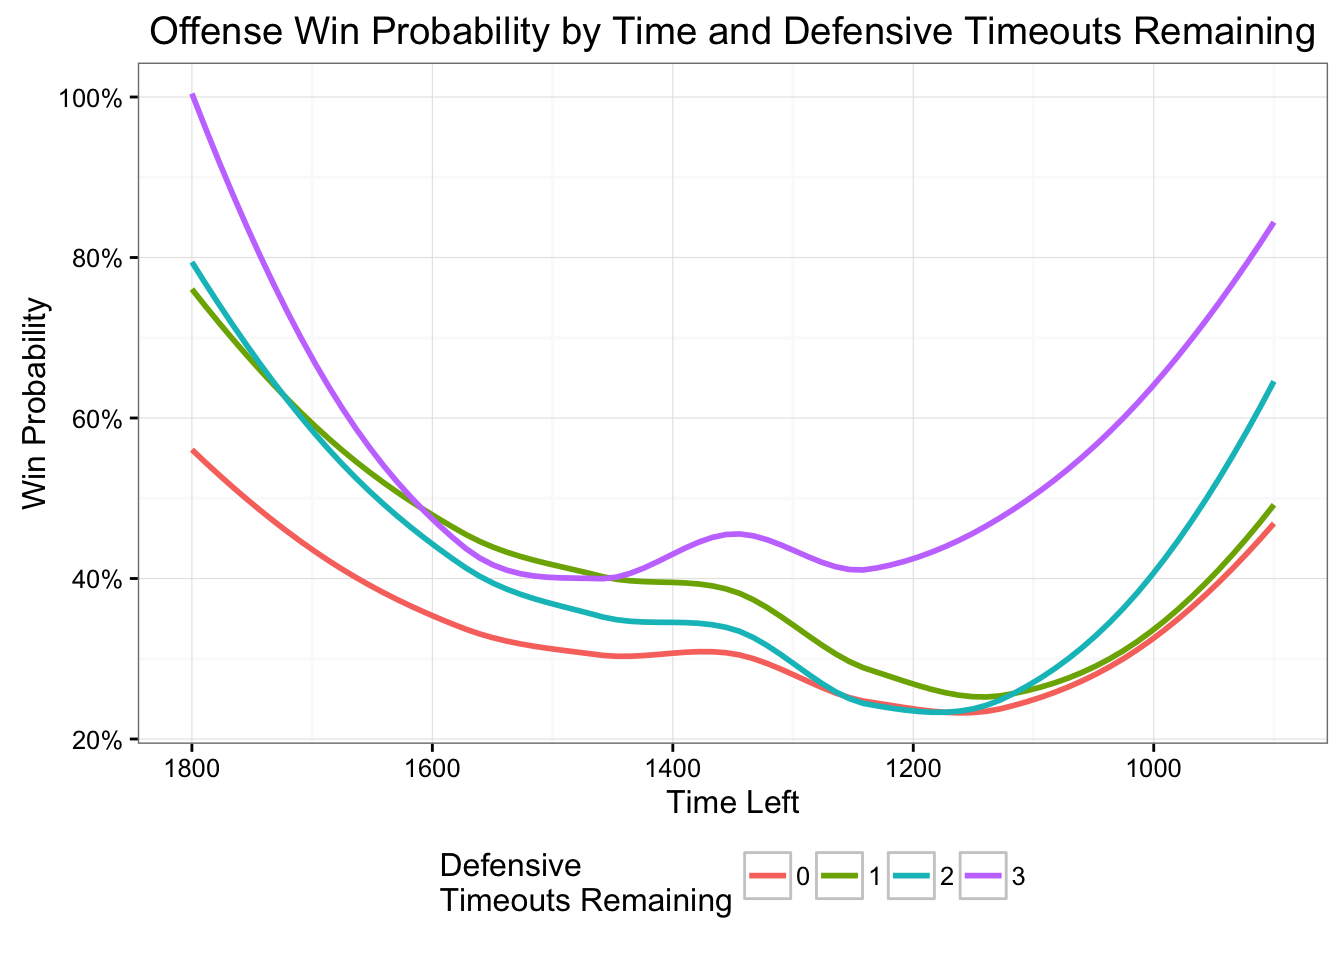 Offense Win Probability by Time and Defensive Timeouts Remaining
Win Probability
100%
80%
60%
40%
20%
1800 1600 1400 1200 1000
Time Left
Defensive
Timeouts Remaining
0 1 2 3